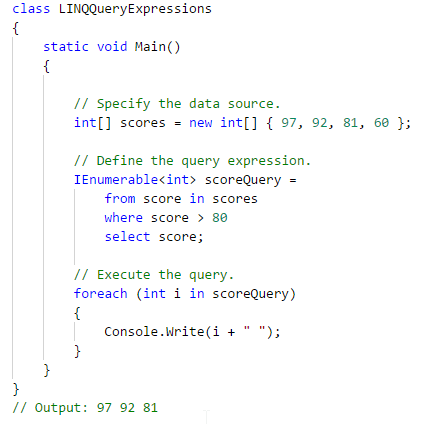 class LINQQueryExpressions
{
static void Main()
{
// Specify the data source.
int[] scores = new int[] { 97, 92, 81, 60 };
// Define the query expression.
IEnumerable<int> scoreQuery =
from score in scores
where score > 80
select score;
// Execute the query.
foreach (int i in scoreQuery)
{
Console.Write(i + " ");
}
}
}
// Output: 97 92 81